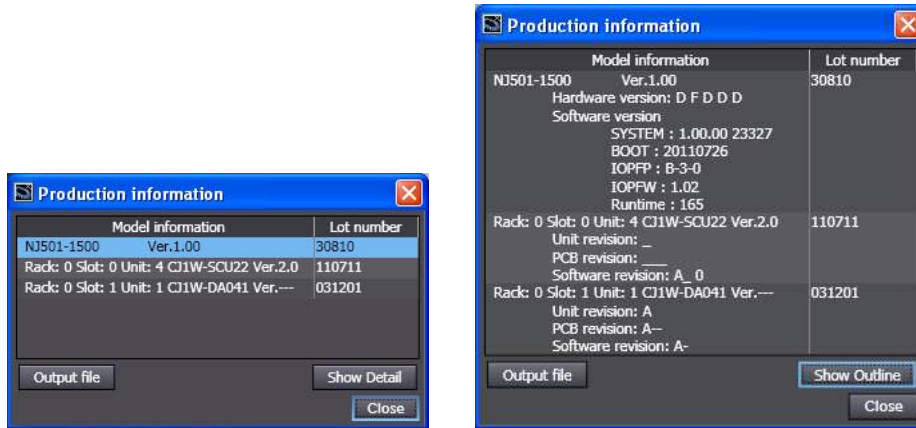 Production information
Model information Lot number
NJ501-1500 Ver.1.00 30810
Rack: 0 Slot: 0 Unit: 4 CJ1W-SCU22 Ver.2.0 110711
Rack: 0 Slot: 1 Unit: 1 CJ1W-DA041 Ver.--- 031201
Output file Show Detail
Close
Production information
Model information Lot number
NJ501-1500 Ver.1.00 30810
Hardware version: D F D D D
Software version
SYSTEM : 1.00.00 23327
BOOT : 20110726
IOPFP : B-3-0
IOPFW : 1.02
Runtime : 165
Rack: 0 Slot: 0 Unit: 4 CJ1W-SCU22 Ver.2.0 110711
Unit revision: _
PCB revision: ___
Software revision: A_ 0
Rack: 0 Slot: 1 Unit: 1 CJ1W-DA041 Ver.--- 031201
Unit revision: A
PCB revision: A--
Software revision: A-
Output file Show Outline
Close